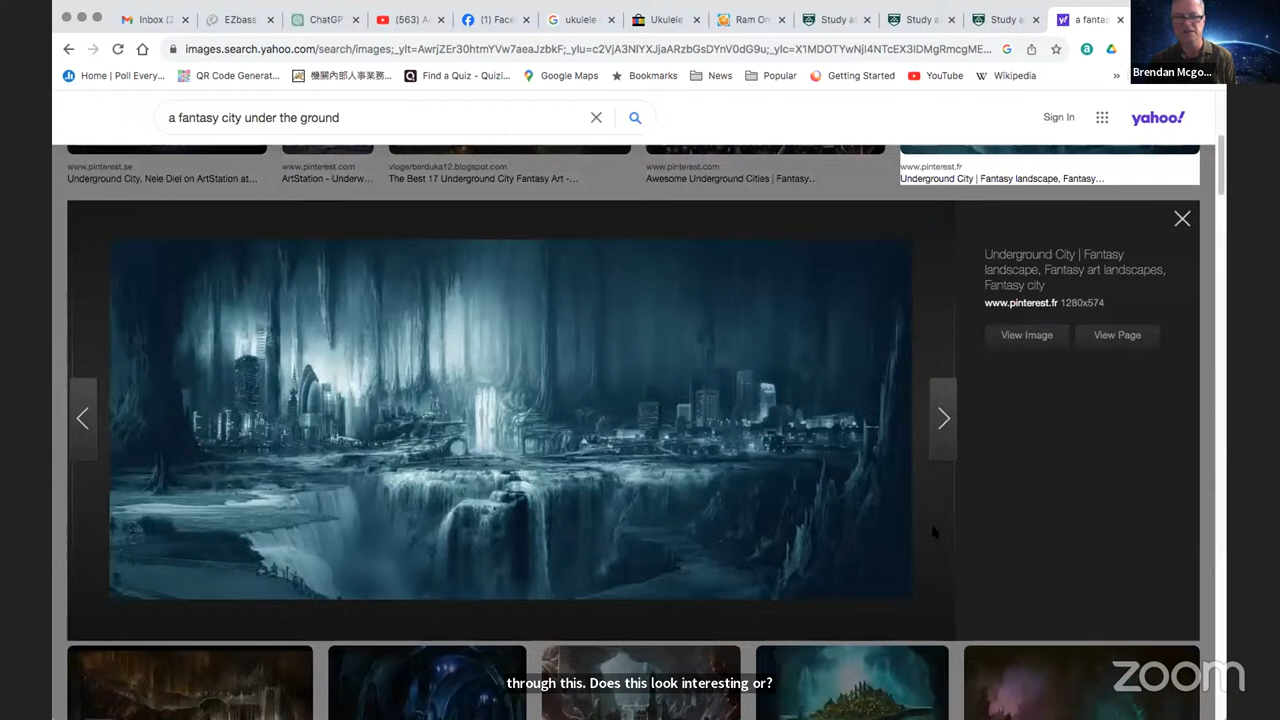 Inbox (2
EZbass
ChatGP
(563) A
(1) Face
ukulele
Ukulele
Ram On
Study a
Study a
Study a
a fantas
images.search.yahoo.com/search/images;_ylt=AwrjZEr30htmYVw7aeaJzbkF;_ylu=c2VjA3NlYXJjaARzbGsDYnV0dG9u;_ylc=X1MDOTYwNjI4NTcEX3IDMgRmcgME...
Home | Poll Every...
QR Code Generat...
機關內部人事業務...
Find a Quiz - Quizi...
Google Maps
Bookmarks
News
Popular
Getting Started
YouTube
Wikipedia
»
Brendan Mcgo...
a fantasy city under the ground
Sign In
yahoo!
www.pinterest.se
Underground City, Nele Diel on ArtStation at...
www.pinterest.com
ArtStation - Underw...
vlogerberduka12.blogspot.com
The Best 17 Underground City Fantasy Art -...
www.pinterest.com
Awesome Underground Cities | Fantasy...
www.pinterest.fr
Underground City | Fantasy landscape, Fantasy...
Underground City | Fantasy
landscape, Fantasy art landscapes,
Fantasy city
www.pinterest.fr 1280x574
View Image
View Page
through this. Does this look interesting or?
zoom